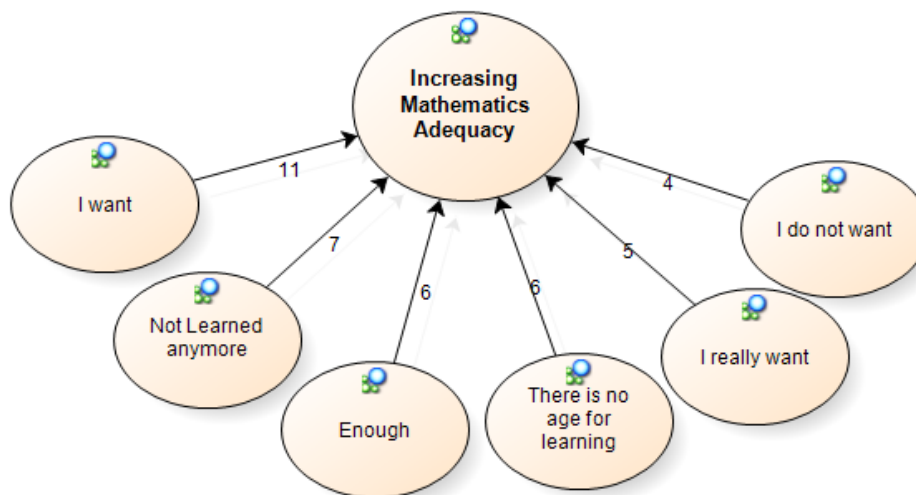 Increasing
Mathematics
Adequacy
11
I want
7
Not Learned
anymore
6
Enough
6
There is no
age for
learning
5
I really want
4
I do not want